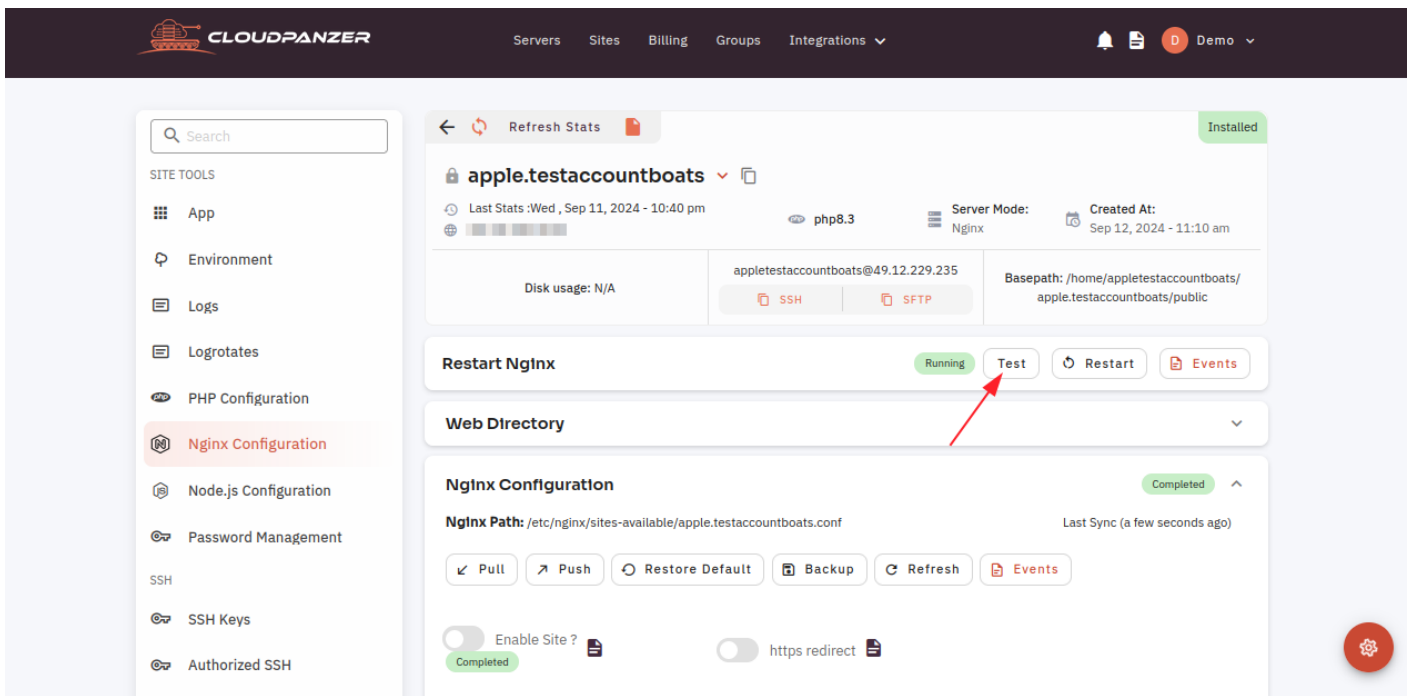 CLOUDPANZER
Servers Sites Billing Groups Integrations
D Demo
Search
SITE TOOLS
App
Environment
Logs
Logrotates
php PHP Configuration
Nginx Configuration
JS Node.js Configuration
Password Management
SSH
SSH Keys
Authorized SSH
Refresh Stats
Installed
apple.testaccountboats
Last Stats :Wed , Sep 11, 2024 - 10:40 pm
php php8.3
Server Mode:
Nginx
Created At:
Sep 12, 2024 - 11:10 am
Disk usage: N/A
appletestaccountboats@49.12.229.235
SSH SFTP
Basepath: /home/appletestaccountboats/
apple.testaccountboats/public
Restart Nginx Running Test Restart Events
Web Directory
Nginx Configuration Completed
Nginx Path: /etc/nginx/sites-available/apple.testaccountboats.conf Last Sync (a few seconds ago)
Pull Push Restore Default Backup Refresh Events
Enable Site ? https redirect
Completed